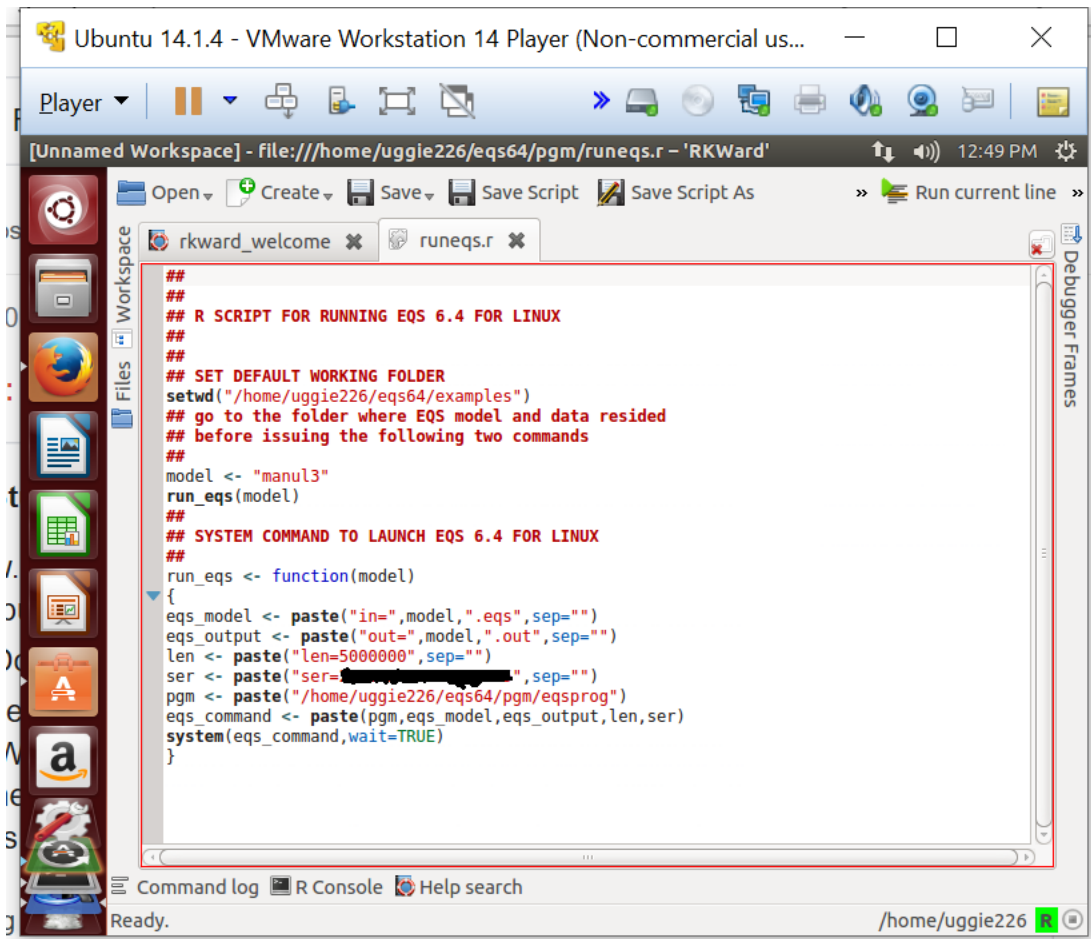 Ubuntu 14.1.4 - VMware Workstation 14 Player (Non-commercial us...
Player
[Unnamed Workspace] - file:///home/uggie226/eqs64/pgm/runeqs.r – 'RKWard'
12:49 PM
Open
Create
Save
Save Script
Save Script As
»
Run current line
»
Workspace
Files
rkward_welcome
runeqs.r
Debugger Frames
##
##
## R SCRIPT FOR RUNNING EQS 6.4 FOR LINUX
##
##
## SET DEFAULT WORKING FOLDER
setwd("/home/uggie226/eqs64/examples")
## go to the folder where EQS model and data resided
## before issuing the following two commands
##
model <- "manul3"
run_eqs(model)
##
## SYSTEM COMMAND TO LAUNCH EQS 6.4 FOR LINUX
##
run_eqs <- function(model)
{
eqs_model <- paste("in=",model,".eqs",sep="")
eqs_output <- paste("out=",model,".out",sep="")
len <- paste("len=5000000",sep="")
ser <- paste("ser=",sep="")
pgm <- paste("/home/uggie226/eqs64/pgm/eqsprog")
eqs_command <- paste(pgm,eqs_model,eqs_output,len,ser)
system(eqs_command,wait=TRUE)
}
Command log
R Console
Help search
Ready.
/home/uggie226
R